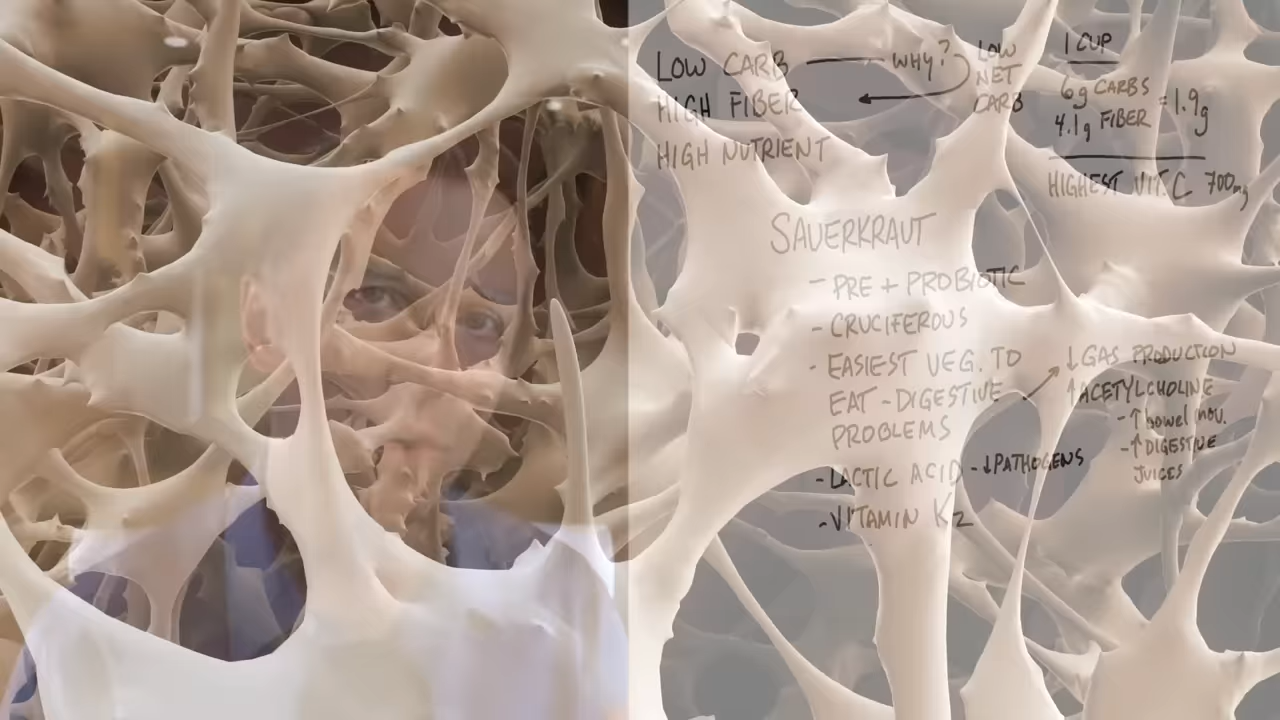 LOW CARB WHY? LOW NET CARB
HIGH FIBER
HIGH NUTRIENT
1 CUP
6g CARBS
4.1g FIBER = 1.9g
HIGHEST VIT. C 700mg
SAUERKRAUT
- PRE + PROBIOTIC
- CRUCIFEROUS
- EASIEST VEG. TO
EAT - DIGESTIVE
PROBLEMS
↓GAS PRODUCTION
↑ACETYLCHOLINE
- ↑ bowel mov.
- ↑ DIGESTIVE
JUICES
- LACTIC ACID - ↓PATHOGENS
- VITAMIN K2